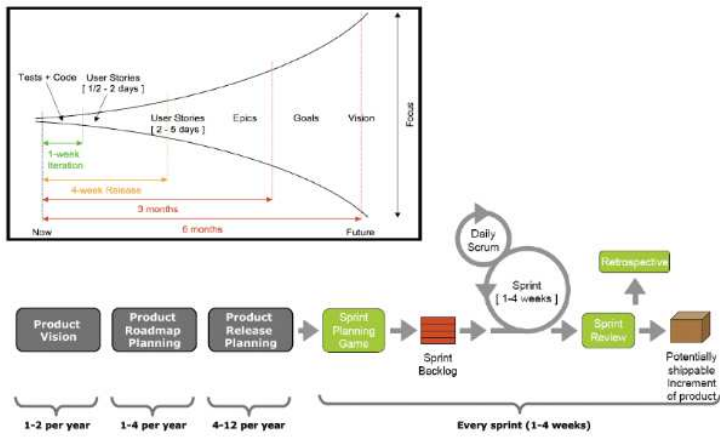 Tests + Code
User Stories
[ 1/2 - 2 days ]
User Stories
[ 2 - 5 days ]
Epics
Goals
Vision
Focus
1-week
Iteration
4-week Release
3 months
6 months
Now
Future
Daily
Scrum
Sprint
[ 1-4 weeks ]
Retrospective
Product
Vision
Product
Roadmap
Planning
Product
Release
Planning
Sprint
Planning
Game
Sprint
Backlog
Sprint
Review
Potentially
shippable
Increment
of product
1-2 per year
1-4 per year
4-12 per year
Every sprint (1-4 weeks)